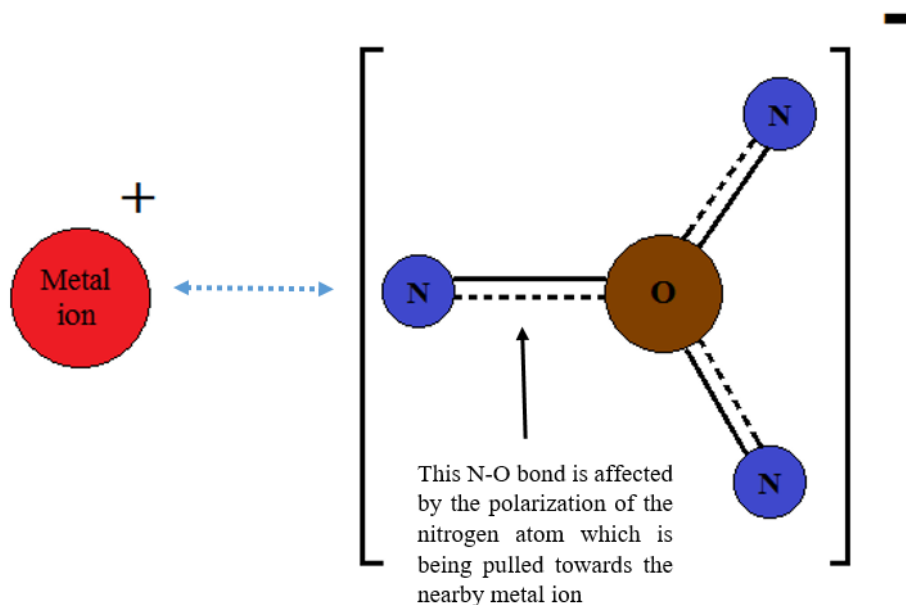 −
N
+
Metal
ion
N
O
N
This N-O bond is affected
by the polarization of the
nitrogen atom which is
being pulled towards the
nearby metal ion